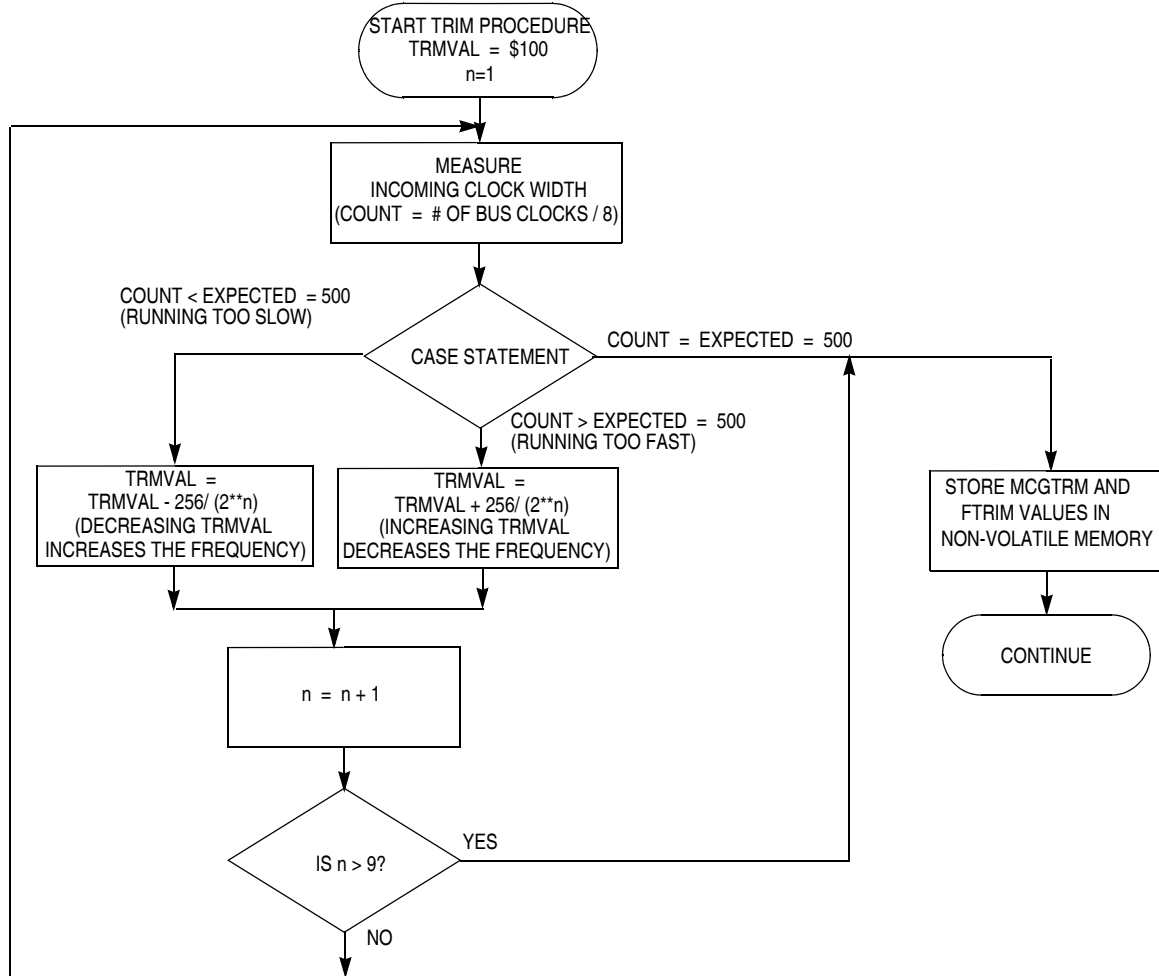 START TRIM PROCEDURE
TRMVAL = $100
n=1
MEASURE
INCOMING CLOCK WIDTH
(COUNT = # OF BUS CLOCKS / 8)
COUNT < EXPECTED = 500
(RUNNING TOO SLOW)
CASE STATEMENT
COUNT = EXPECTED = 500
COUNT > EXPECTED = 500
(RUNNING TOO FAST)
TRMVAL =
TRMVAL - 256/ (2**n)
(DECREASING TRMVAL
INCREASES THE FREQUENCY)
TRMVAL =
TRMVAL + 256/ (2**n)
(INCREASING TRMVAL
DECREASES THE FREQUENCY)
STORE MCGTRM AND
FTRIM VALUES IN
NON-VOLATILE MEMORY
CONTINUE
n = n + 1
IS n > 9?
YES
NO